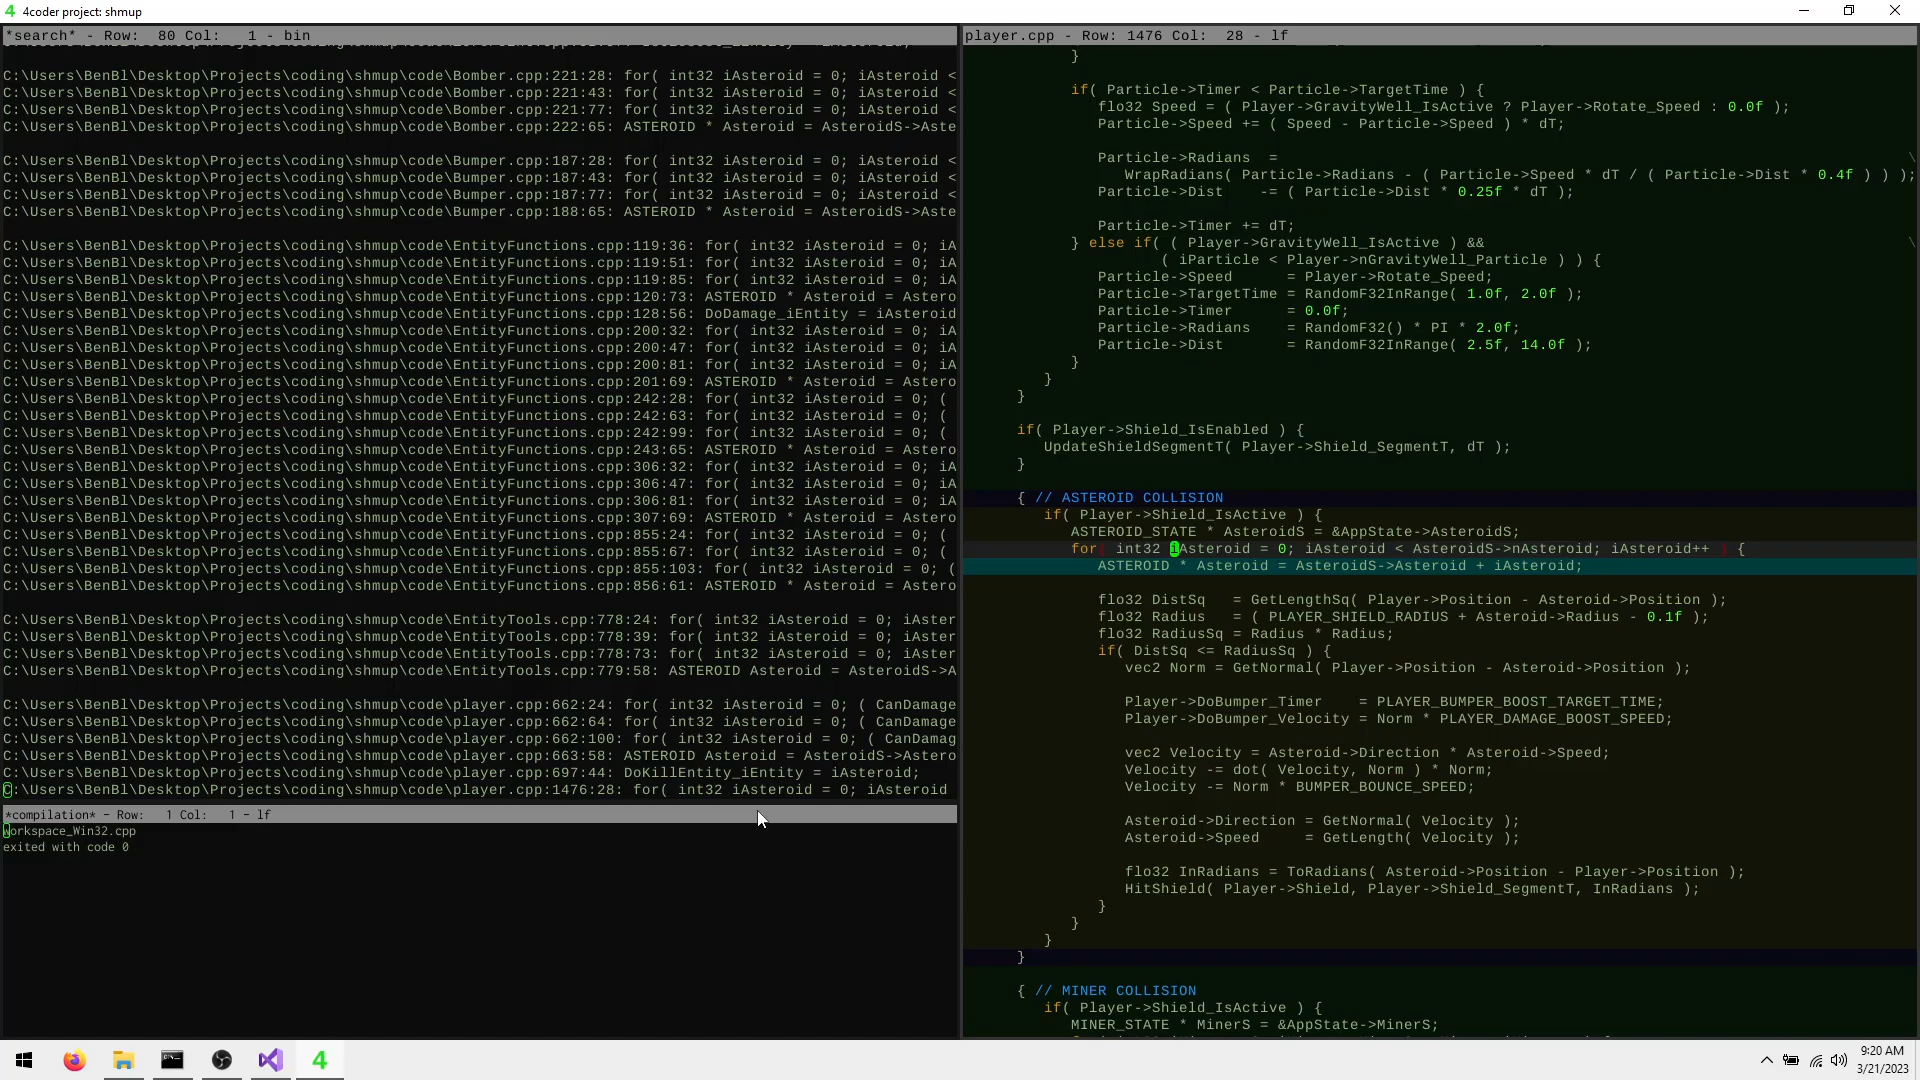 4coder project: shmup
*search* - Row: 80 Col: 1 - bin
C:\Users\BenBl\Desktop\Projects\coding\shmup\code\Bomber.cpp:221:28: for( int32 iAsteroid = 0; iAsteroid <
C:\Users\BenBl\Desktop\Projects\coding\shmup\code\Bomber.cpp:221:43: for( int32 iAsteroid = 0; iAsteroid <
C:\Users\BenBl\Desktop\Projects\coding\shmup\code\Bomber.cpp:221:77: for( int32 iAsteroid = 0; iAsteroid <
C:\Users\BenBl\Desktop\Projects\coding\shmup\code\Bomber.cpp:222:65: ASTEROID * Asteroid = AsteroidS->Aste
C:\Users\BenBl\Desktop\Projects\coding\shmup\code\Bumper.cpp:187:28: for( int32 iAsteroid = 0; iAsteroid <
C:\Users\BenBl\Desktop\Projects\coding\shmup\code\Bumper.cpp:187:43: for( int32 iAsteroid = 0; iAsteroid <
C:\Users\BenBl\Desktop\Projects\coding\shmup\code\Bumper.cpp:187:77: for( int32 iAsteroid = 0; iAsteroid <
C:\Users\BenBl\Desktop\Projects\coding\shmup\code\Bumper.cpp:188:65: ASTEROID * Asteroid = AsteroidS->Aste
C:\Users\BenBl\Desktop\Projects\coding\shmup\code\EntityFunctions.cpp:119:36: for( int32 iAsteroid = 0; iA
C:\Users\BenBl\Desktop\Projects\coding\shmup\code\EntityFunctions.cpp:119:51: for( int32 iAsteroid = 0; iA
C:\Users\BenBl\Desktop\Projects\coding\shmup\code\EntityFunctions.cpp:119:85: for( int32 iAsteroid = 0; iA
C:\Users\BenBl\Desktop\Projects\coding\shmup\code\EntityFunctions.cpp:120:73: ASTEROID * Asteroid = Astero
C:\Users\BenBl\Desktop\Projects\coding\shmup\code\EntityFunctions.cpp:128:56: DoDamage_iEntity = iAsteroid
C:\Users\BenBl\Desktop\Projects\coding\shmup\code\EntityFunctions.cpp:200:32: for( int32 iAsteroid = 0; iA
C:\Users\BenBl\Desktop\Projects\coding\shmup\code\EntityFunctions.cpp:200:47: for( int32 iAsteroid = 0; iA
C:\Users\BenBl\Desktop\Projects\coding\shmup\code\EntityFunctions.cpp:200:81: for( int32 iAsteroid = 0; iA
C:\Users\BenBl\Desktop\Projects\coding\shmup\code\EntityFunctions.cpp:201:69: ASTEROID * Asteroid = Astero
C:\Users\BenBl\Desktop\Projects\coding\shmup\code\EntityFunctions.cpp:242:28: for( int32 iAsteroid = 0; (
C:\Users\BenBl\Desktop\Projects\coding\shmup\code\EntityFunctions.cpp:242:63: for( int32 iAsteroid = 0; (
C:\Users\BenBl\Desktop\Projects\coding\shmup\code\EntityFunctions.cpp:242:99: for( int32 iAsteroid = 0; (
C:\Users\BenBl\Desktop\Projects\coding\shmup\code\EntityFunctions.cpp:243:65: ASTEROID * Asteroid = Astero
C:\Users\BenBl\Desktop\Projects\coding\shmup\code\EntityFunctions.cpp:306:32: for( int32 iAsteroid = 0; iA
C:\Users\BenBl\Desktop\Projects\coding\shmup\code\EntityFunctions.cpp:306:47: for( int32 iAsteroid = 0; iA
C:\Users\BenBl\Desktop\Projects\coding\shmup\code\EntityFunctions.cpp:306:81: for( int32 iAsteroid = 0; iA
C:\Users\BenBl\Desktop\Projects\coding\shmup\code\EntityFunctions.cpp:307:69: ASTEROID * Asteroid = Astero
C:\Users\BenBl\Desktop\Projects\coding\shmup\code\EntityFunctions.cpp:855:24: for( int32 iAsteroid = 0; (
C:\Users\BenBl\Desktop\Projects\coding\shmup\code\EntityFunctions.cpp:855:67: for( int32 iAsteroid = 0; (
C:\Users\BenBl\Desktop\Projects\coding\shmup\code\EntityFunctions.cpp:855:103: for( int32 iAsteroid = 0; (
C:\Users\BenBl\Desktop\Projects\coding\shmup\code\EntityFunctions.cpp:856:61: ASTEROID * Asteroid = Astero
C:\Users\BenBl\Desktop\Projects\coding\shmup\code\EntityTools.cpp:778:24: for( int32 iAsteroid = 0; iAster
C:\Users\BenBl\Desktop\Projects\coding\shmup\code\EntityTools.cpp:778:39: for( int32 iAsteroid = 0; iAster
C:\Users\BenBl\Desktop\Projects\coding\shmup\code\EntityTools.cpp:778:73: for( int32 iAsteroid = 0; iAster
C:\Users\BenBl\Desktop\Projects\coding\shmup\code\EntityTools.cpp:779:58: ASTEROID Asteroid = AsteroidS->A
C:\Users\BenBl\Desktop\Projects\coding\shmup\code\player.cpp:662:24: for( int32 iAsteroid = 0; ( CanDamage
C:\Users\BenBl\Desktop\Projects\coding\shmup\code\player.cpp:662:64: for( int32 iAsteroid = 0; ( CanDamage
C:\Users\BenBl\Desktop\Projects\coding\shmup\code\player.cpp:662:100: for( int32 iAsteroid = 0; ( CanDamag
C:\Users\BenBl\Desktop\Projects\coding\shmup\code\player.cpp:663:58: ASTEROID Asteroid = AsteroidS->Astero
C:\Users\BenBl\Desktop\Projects\coding\shmup\code\player.cpp:697:44: DoKillEntity_iEntity = iAsteroid;
C:\Users\BenBl\Desktop\Projects\coding\shmup\code\player.cpp:1476:28: for( int32 iAsteroid = 0; iAsteroid
*compilation* - Row: 1 Col: 1 - lf
workspace_Win32.cpp
exited with code 0
player.cpp - Row: 1476 Col: 28 - lf
}
if( Particle->Timer < Particle->TargetTime ) {
flo32 Speed = ( Player->GravityWell_IsActive ? Player->Rotate_Speed : 0.0f );
Particle->Speed += ( Speed - Particle->Speed ) * dT;
Particle->Radians = \
WrapRadians( Particle->Radians - ( Particle->Speed * dT / ( Particle->Dist * 0.4f ) ) );
Particle->Dist -= ( Particle->Dist * 0.25f * dT );
Particle->Timer += dT;
} else if( ( Player->GravityWell_IsActive ) && \
( iParticle < Player->nGravityWell_Particle ) ) {
Particle->Speed = Player->Rotate_Speed;
Particle->TargetTime = RandomF32InRange( 1.0f, 2.0f );
Particle->Timer = 0.0f;
Particle->Radians = RandomF32() * PI * 2.0f;
Particle->Dist = RandomF32InRange( 2.5f, 14.0f );
}
}
}
if( Player->Shield_IsEnabled ) {
UpdateShieldSegmentT( Player->Shield_SegmentT, dT );
}
{ // ASTEROID COLLISION
if( Player->Shield_IsActive ) {
ASTEROID_STATE * AsteroidS = &AppState->AsteroidS;
for( int32 iAsteroid = 0; iAsteroid < AsteroidS->nAsteroid; iAsteroid++ ) {
ASTEROID * Asteroid = AsteroidS->Asteroid + iAsteroid;
flo32 DistSq = GetLengthSq( Player->Position - Asteroid->Position );
flo32 Radius = ( PLAYER_SHIELD_RADIUS + Asteroid->Radius - 0.1f );
flo32 RadiusSq = Radius * Radius;
if( DistSq <= RadiusSq ) {
vec2 Norm = GetNormal( Player->Position - Asteroid->Position );
Player->DoBumper_Timer = PLAYER_BUMPER_BOOST_TARGET_TIME;
Player->DoBumper_Velocity = Norm * PLAYER_DAMAGE_BOOST_SPEED;
vec2 Velocity = Asteroid->Direction * Asteroid->Speed;
Velocity -= dot( Velocity, Norm ) * Norm;
Velocity -= Norm * BUMPER_BOUNCE_SPEED;
Asteroid->Direction = GetNormal( Velocity );
Asteroid->Speed = GetLength( Velocity );
flo32 InRadians = ToRadians( Asteroid->Position - Player->Position );
HitShield( Player->Shield, Player->Shield_SegmentT, InRadians );
}
}
}
}
{ // MINER COLLISION
if( Player->Shield_IsActive ) {
MINER_STATE * MinerS = &AppState->MinerS;
9:20 AM
3/21/2023